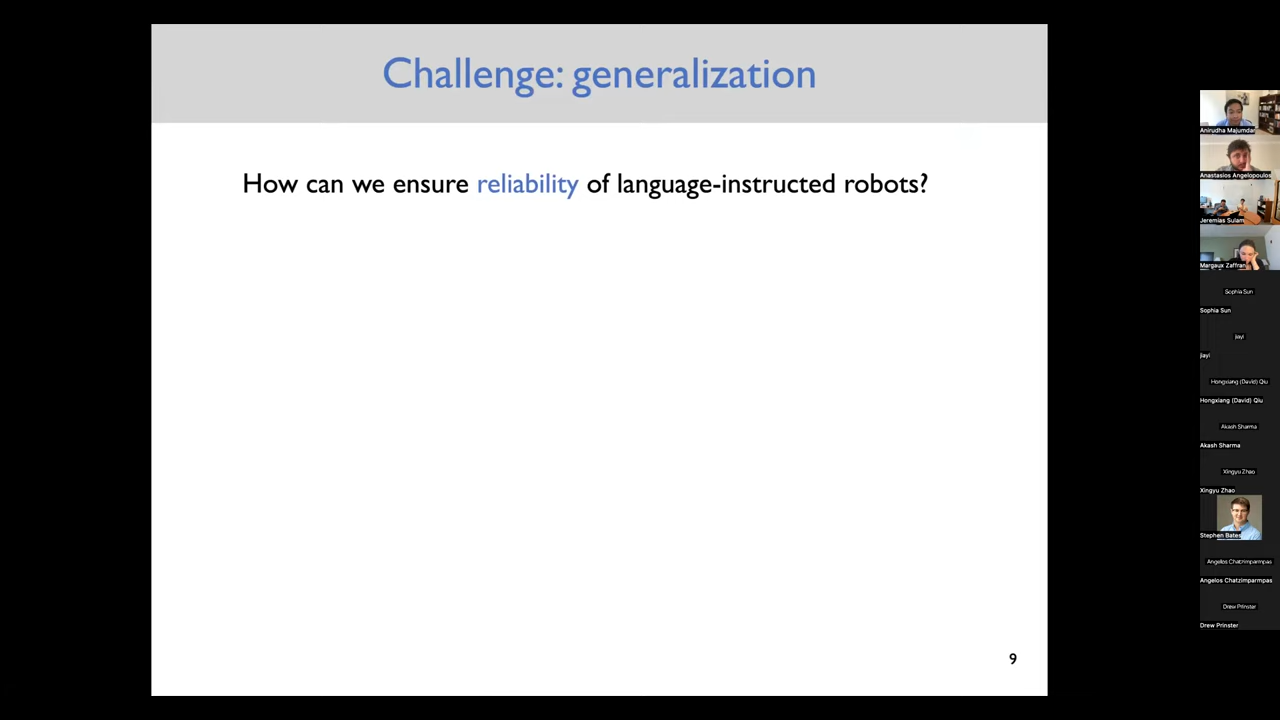 Challenge: generalization
How can we ensure reliability of language-instructed robots?
9
Anirudha Majumdar
Anastasios Angelopoulos
Jeremias Sulam
Margaux Zaffran
Sophia Sun
Sophia Sun
Jiayi
Jiayi
Hongxiang (David) Qiu
Hongxiang (David) Qiu
Akash Sharma
Akash Sharma
Xingyu Zhao
Xingyu Zhao
Stephen Bates
Angelos Chatzimparmpas
Angelos Chatzimparmpas
Drew Prinster
Drew Prinster